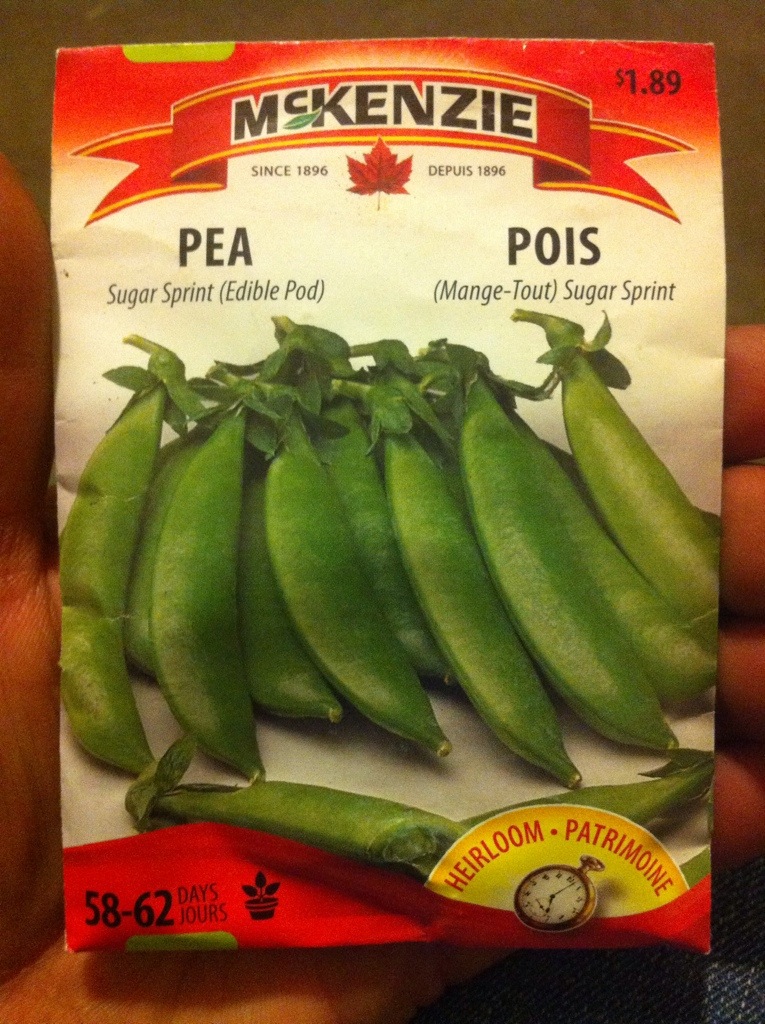 $1.89
McKENZIE
SINCE 1896 DEPUIS 1896
PEA
Sugar Sprint (Edible Pod)
POIS
(Mange-Tout) Sugar Sprint
HEIRLOOM • PATRIMOINE
58-62 DAYS
JOURS